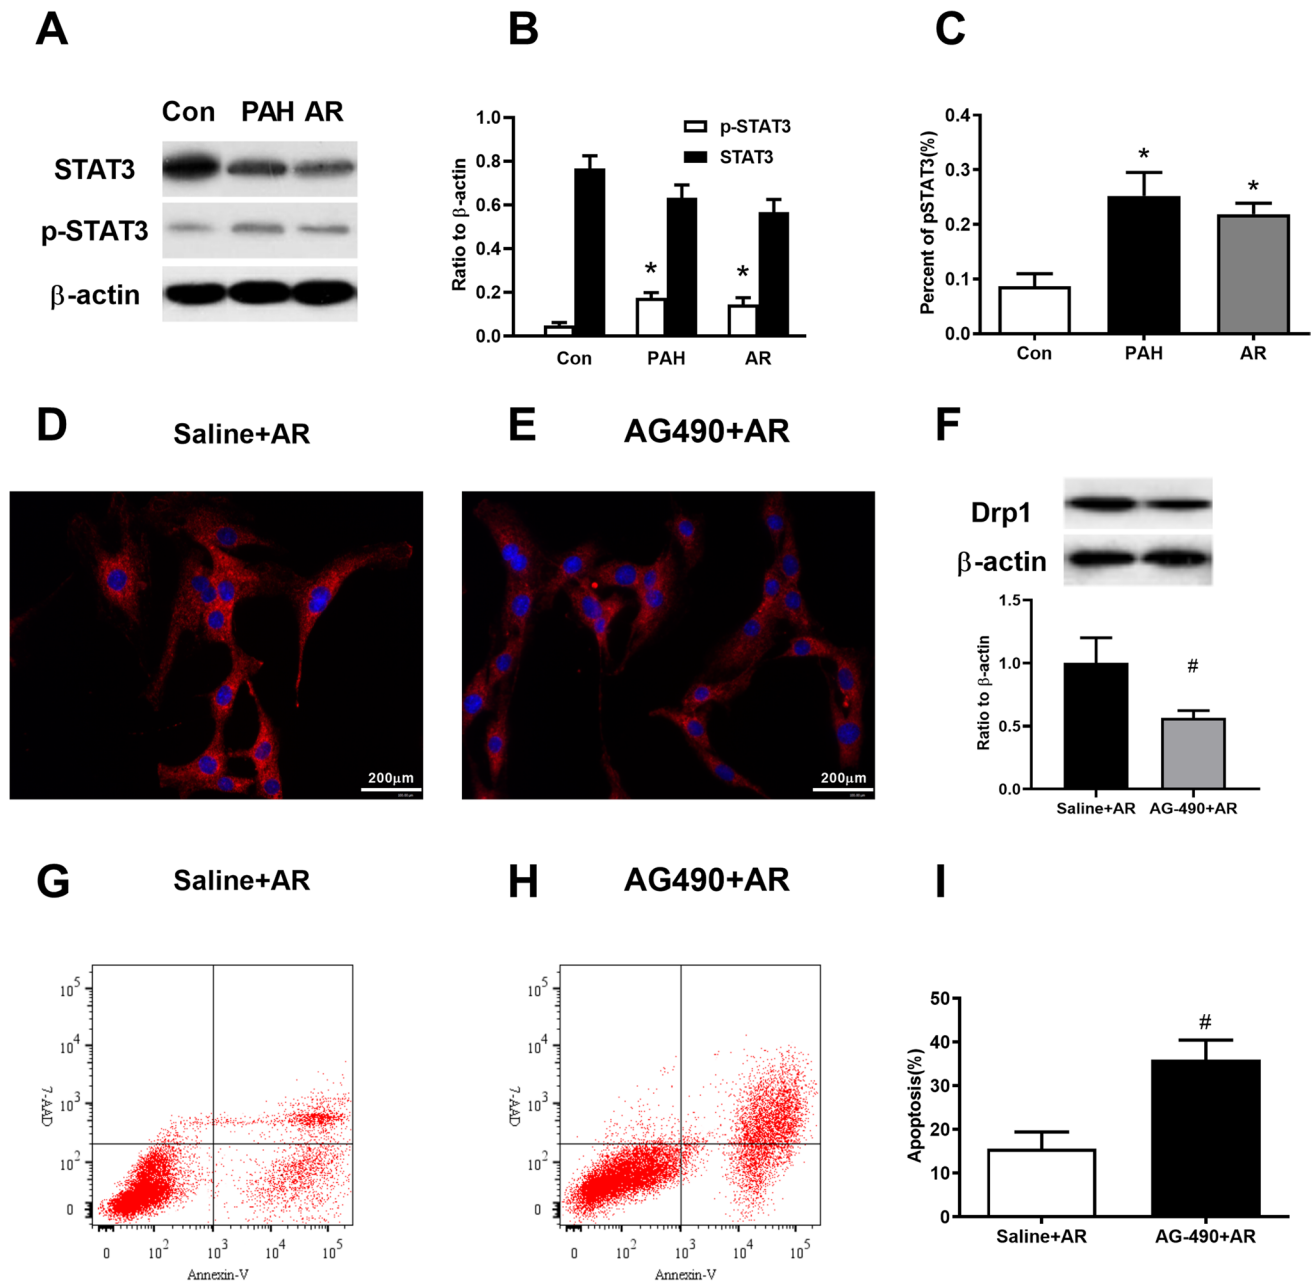 A
B
C
Con PAH AR
STAT3
p-STAT3
β-actin
Ratio to β-actin
1.0
0.8
0.6
0.4
0.2
0.0
p-STAT3
STAT3
*
*
Con PAH AR
Percent of pSTAT3(%)
0.4
0.3
0.2
0.1
0.0
*
*
Con PAH AR
D
Saline+AR
E
AG490+AR
F
200μm
200μm
Drp1
β-actin
Ratio to β-actin
1.5
1.0
0.5
0.0
#
Saline+AR AG-490+AR
G
Saline+AR
H
AG490+AR
I
7-AAD
10^5
10^4
10^3
10^2
0
0 10^2 10^3 10^4 10^5
Annexin-V
7-AAD
10^5
10^4
10^3
10^2
0
0 10^2 10^3 10^4 10^5
Annexin-V
Apoptosis(%)
50
40
30
20
10
0
#
Saline+AR AG-490+AR